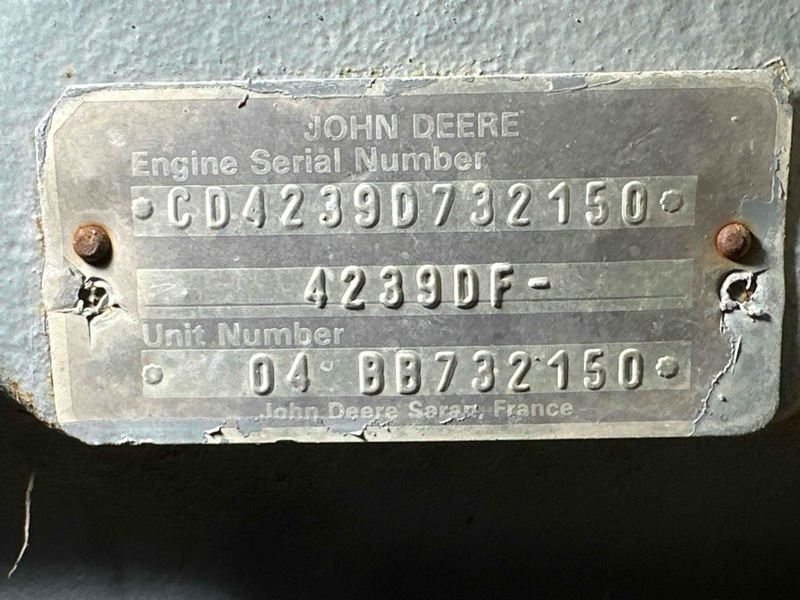 JOHN DEERE
Engine Serial Number
*CD4239D732150*
4239DF-
Unit Number
*04 BB732150*
John Deere Saran, France